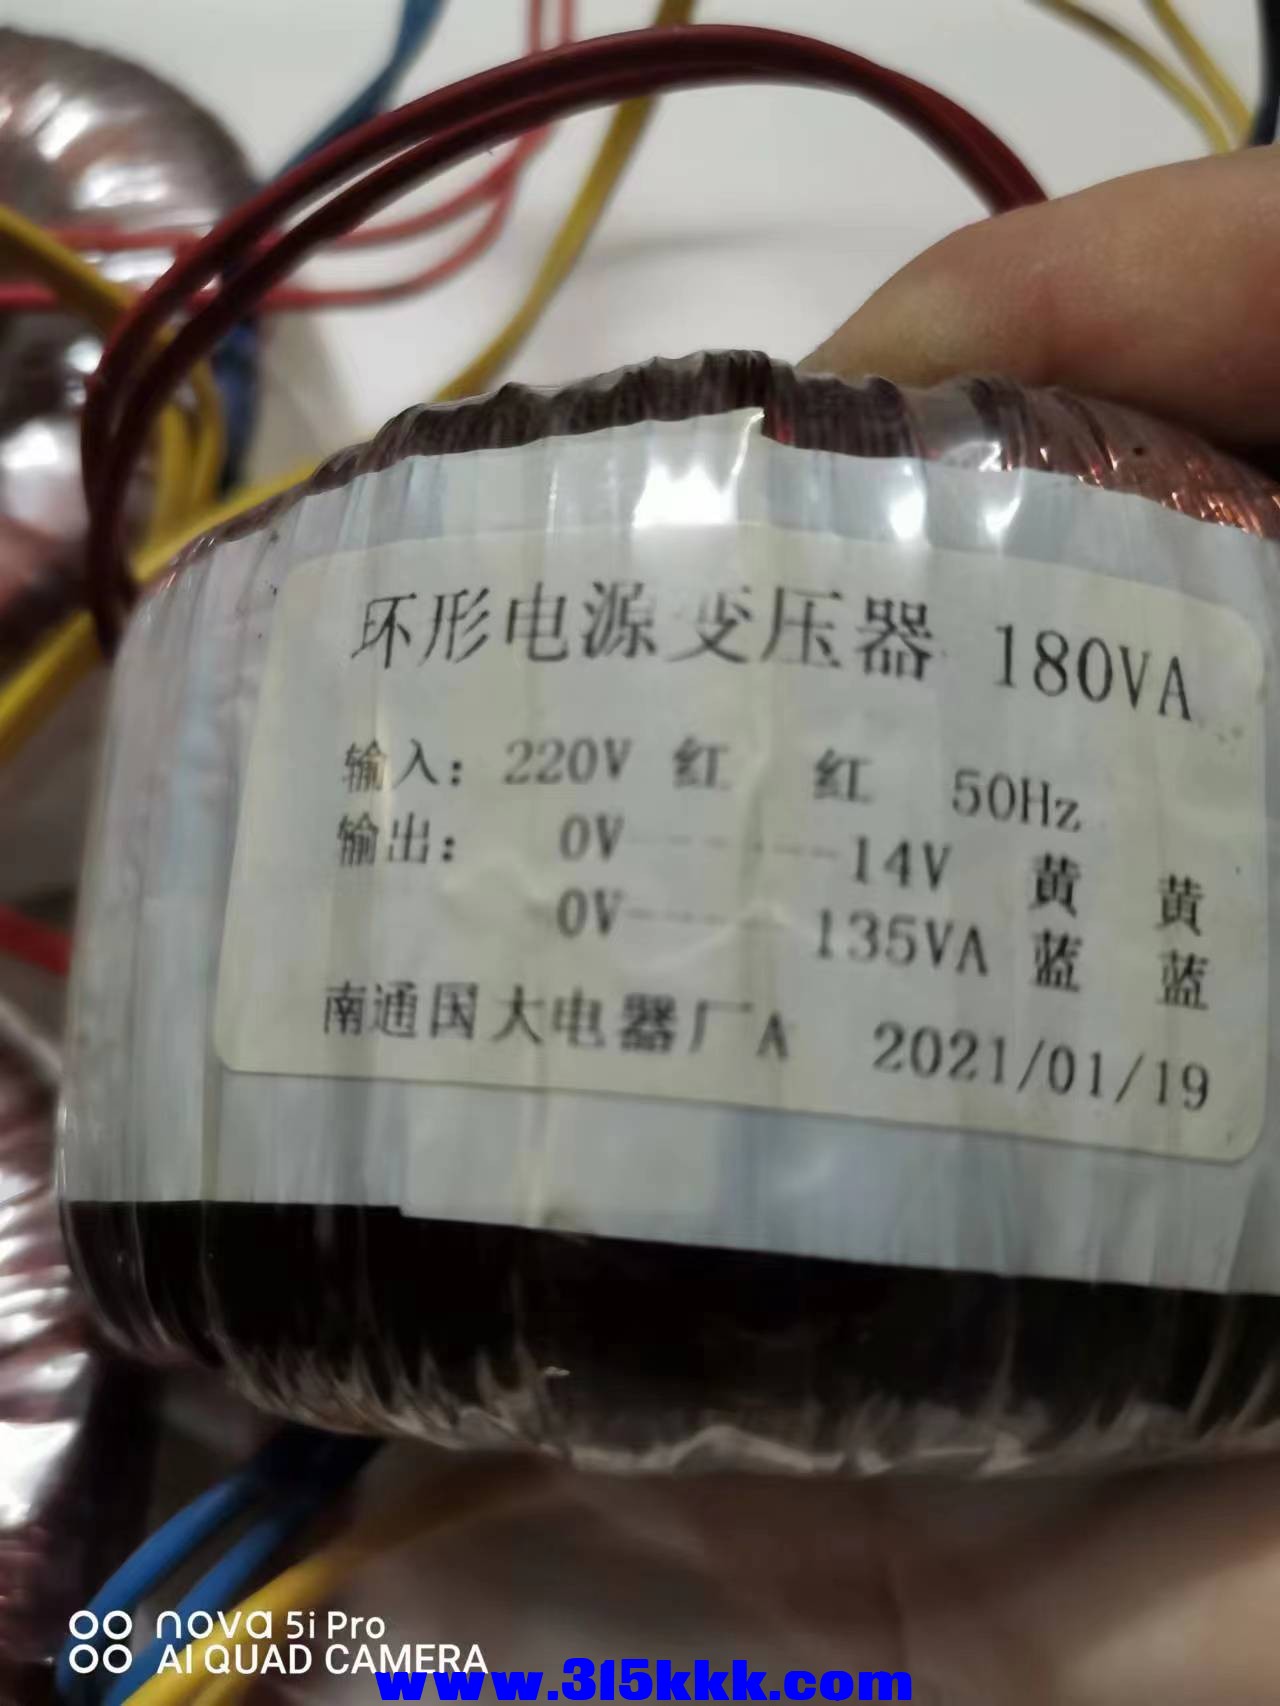 环形电源变压器 180VA
输入：220V 红 红 50Hz
输出： 0V------14V 黄 黄
0V---- 135VA 蓝 蓝
南通国大电器厂A 2021/01/19
nova 5i Pro
AI QUAD CAMERA
www.315kkk.com